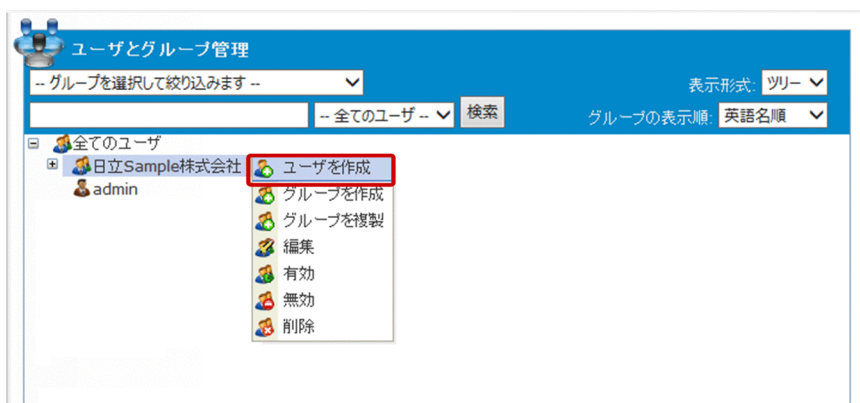 ユーザとグループ管理
-- グループを選択して絞り込みます --
表示形式: ツリー
-- 全てのユーザ -- 検索 グループの表示順: 英語名順
全てのユーザ
日立Sample株式会社 ユーザを作成
admin グループを作成
グループを複製
編集
有効
無効
削除